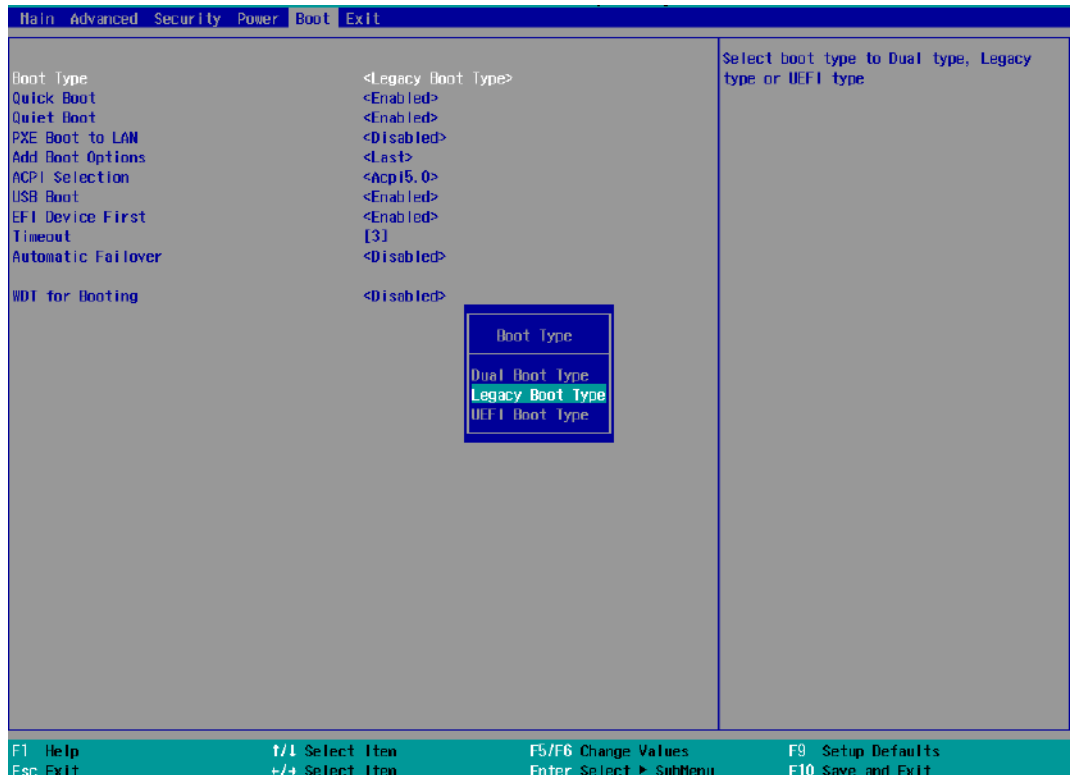 Main Advanced Security Power Boot Exit
Boot Type <Legacy Boot Type>
Quick Boot <Enabled>
Quiet Boot <Enabled>
PXE Boot to LAN <Disabled>
Add Boot Options <Last>
ACPI Selection <Acpi5.0>
USB Boot <Enabled>
EFI Device First <Enabled>
Timeout [3]
Automatic Failover <Disabled>
WDT for Booting <Disabled>
Boot Type
Dual Boot Type
Legacy Boot Type
UEFI Boot Type
Select boot type to Dual type, Legacy
type or UEFI type
F1 Help ↑/↓ Select Item F5/F6 Change Values F9 Setup Defaults
Esc Exit ←/→ Select Item Enter Select ▶ SubMenu F10 Save and Exit